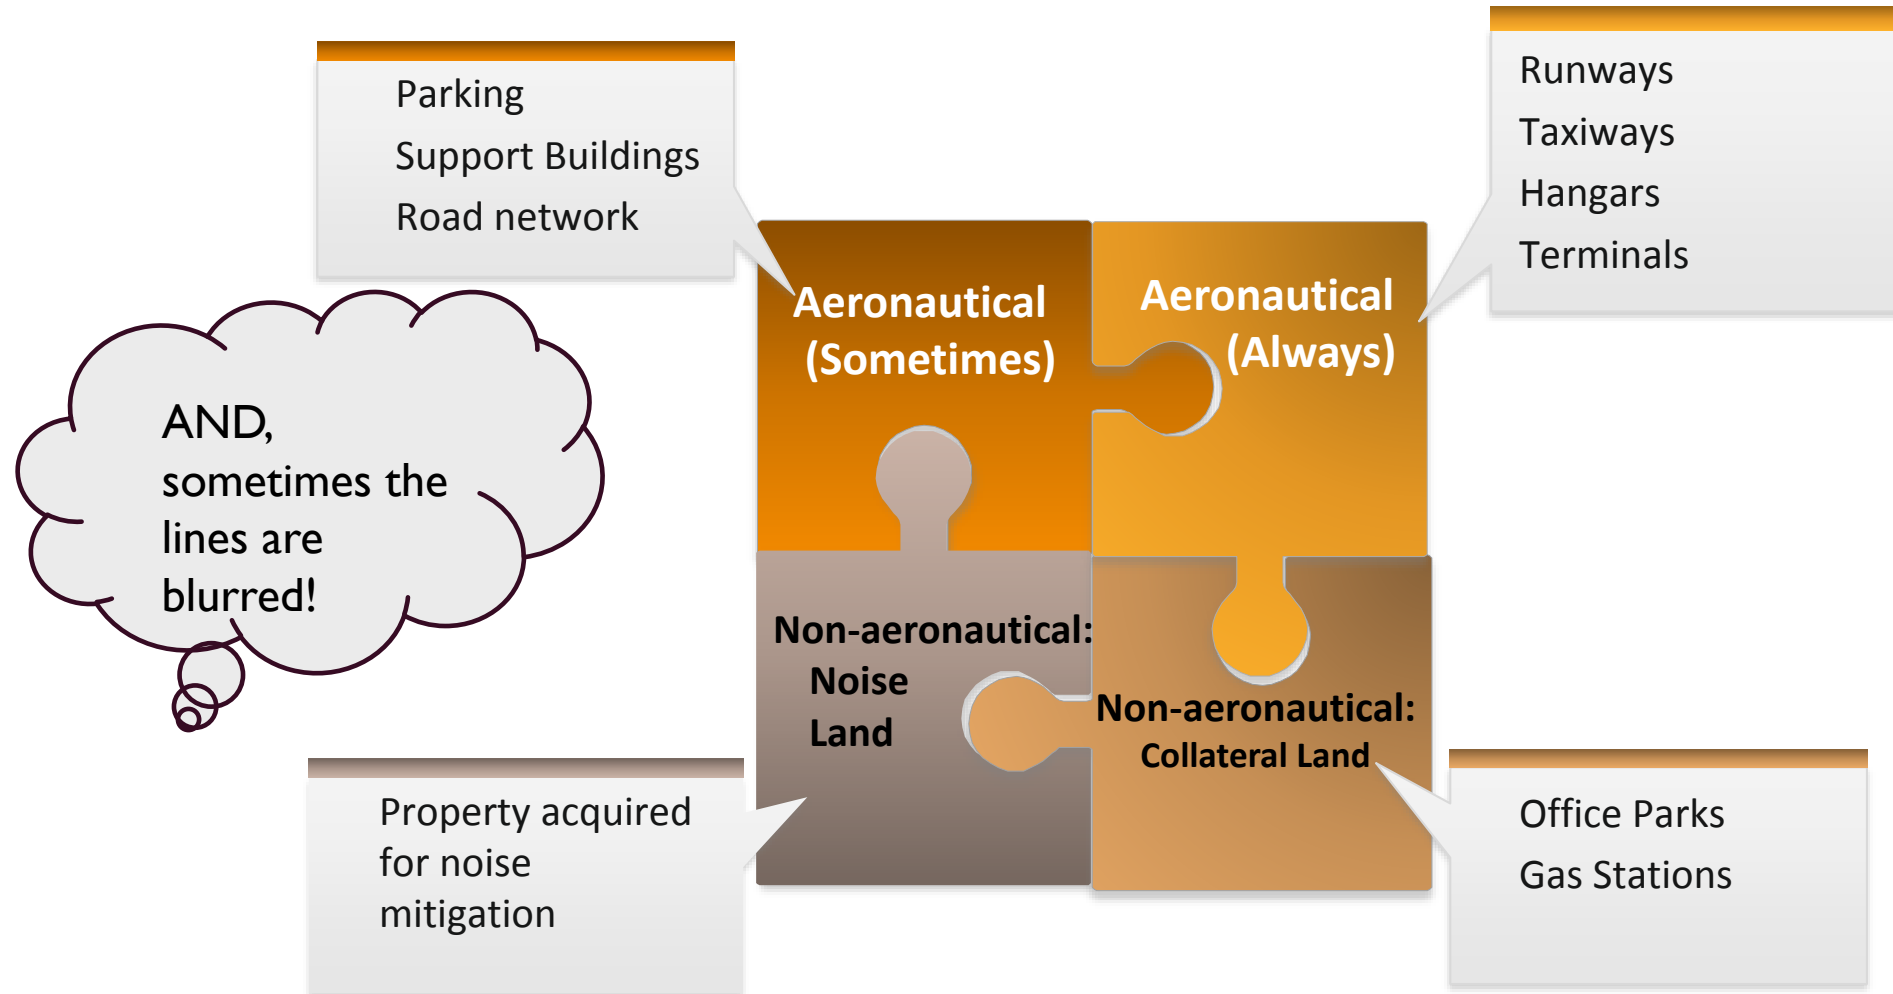 Parking
Support Buildings
Road network
Runways
Taxiways
Hangars
Terminals
Aeronautical
(Sometimes)
Aeronautical
(Always)
AND,
sometimes the
lines are
blurred!
Non-aeronautical:
Noise
Land
Non-aeronautical:
Collateral Land
Property acquired
for noise
mitigation
Office Parks
Gas Stations